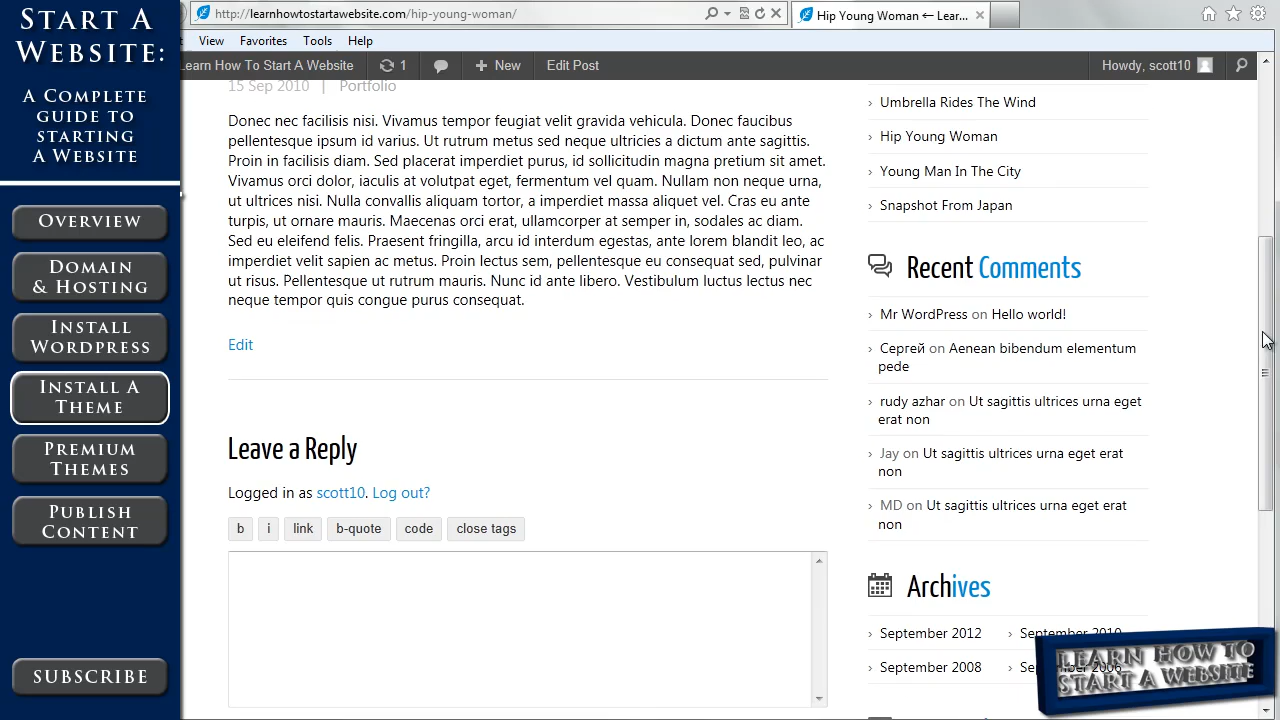 START A
WEBSITE:
A COMPLETE
GUIDE TO
STARTING
A WEBSITE
OVERVIEW
DOMAIN
& HOSTING
INSTALL
WORDPRESS
INSTALL A
THEME
PREMIUM
THEMES
PUBLISH
CONTENT
SUBSCRIBE
http://learnhowtostartawebsite.com/hip-young-woman/
Hip Young Woman ← Lear...
View Favorites Tools Help
Learn How To Start A Website 1 + New Edit Post Howdy, scott10
15 Sep 2010 | Portfolio
Donec nec facilisis nisi. Vivamus tempor feugiat velit gravida vehicula. Donec faucibus
pellentesque ipsum id varius. Ut rutrum metus sed neque ultricies a dictum ante sagittis.
Proin in facilisis diam. Sed placerat imperdiet purus, id sollicitudin magna pretium sit amet.
Vivamus orci dolor, iaculis at volutpat eget, fermentum vel quam. Nullam non neque urna,
ut ultrices nisi. Nulla convallis aliquam tortor, a imperdiet massa aliquet vel. Cras eu ante
turpis, ut ornare mauris. Maecenas orci erat, ullamcorper at semper in, sodales ac diam.
Sed eu eleifend felis. Praesent fringilla, arcu id interdum egestas, ante lorem blandit leo, ac
imperdiet velit sapien ac metus. Proin lectus sem, pellentesque eu consequat sed, pulvinar
ut risus. Pellentesque ut rutrum mauris. Nunc id ante libero. Vestibulum luctus lectus nec
neque tempor quis congue purus consequat.
Edit
Leave a Reply
Logged in as scott10. Log out?
b i link b-quote code close tags
Umbrella Rides The Wind
Hip Young Woman
Young Man In The City
Snapshot From Japan
Recent Comments
Mr WordPress on Hello world!
Сергей on Aenean bibendum elementum
pede
rudy azhar on Ut sagittis ultrices urna eget
erat non
Jay on Ut sagittis ultrices urna eget erat
non
MD on Ut sagittis ultrices urna eget erat
non
Archives
September 2012 September 2010
September 2008 September 2006
LEARN HOW TO
START A WEBSITE